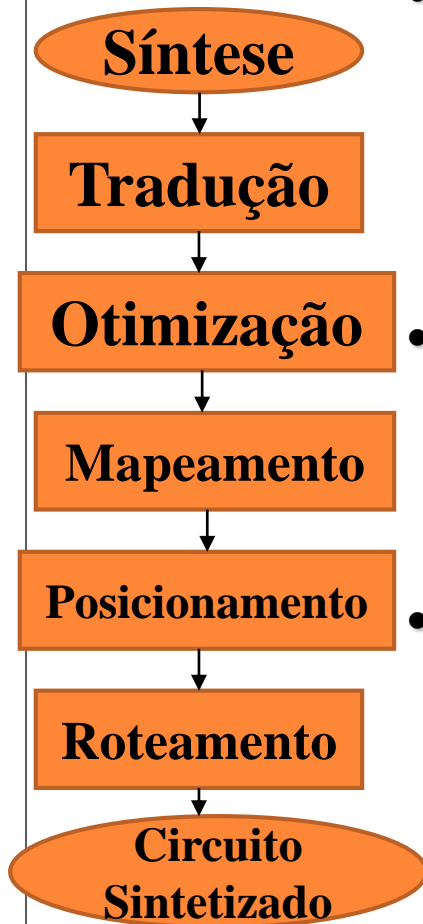 Síntese
Tradução
Otimização
Mapeamento
Posicionamento
Roteamento
Circuito
Sintetizado